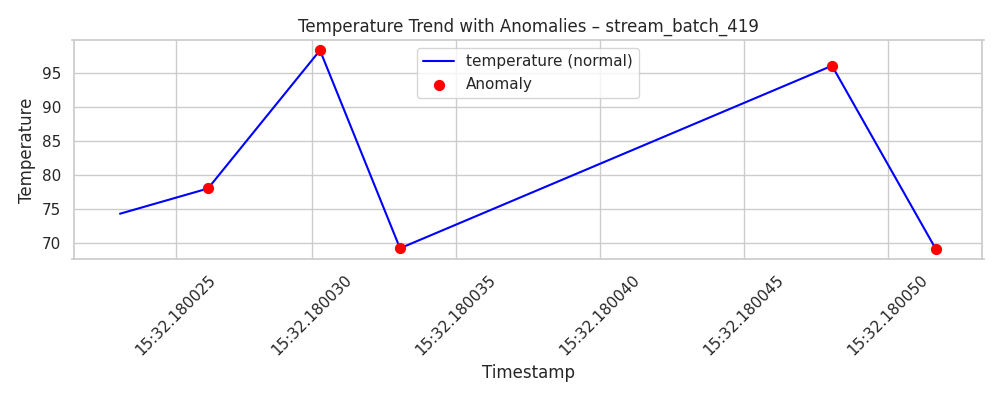 Temperature Trend with Anomalies – stream_batch_419
temperature (normal)
Anomaly
Temperature
95
90
85
80
75
70
15:32.180025
15:32.180030
15:32.180035
15:32.180040
15:32.180045
15:32.180050
Timestamp